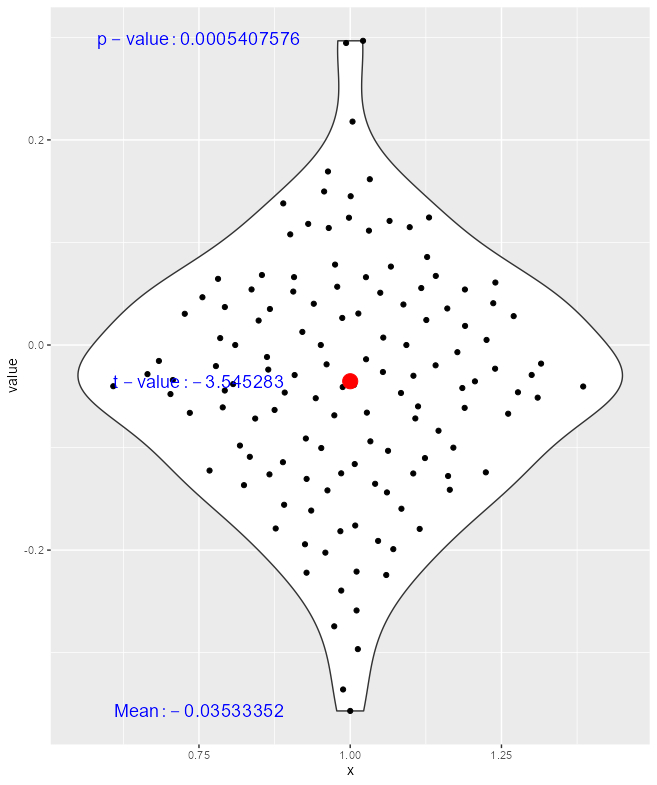 p − value : 0.0005407576
0.2
0.0
t − value : − 3.545283
-0.2
Mean : − 0.03533352
0.75
1.00
1.25
x
value